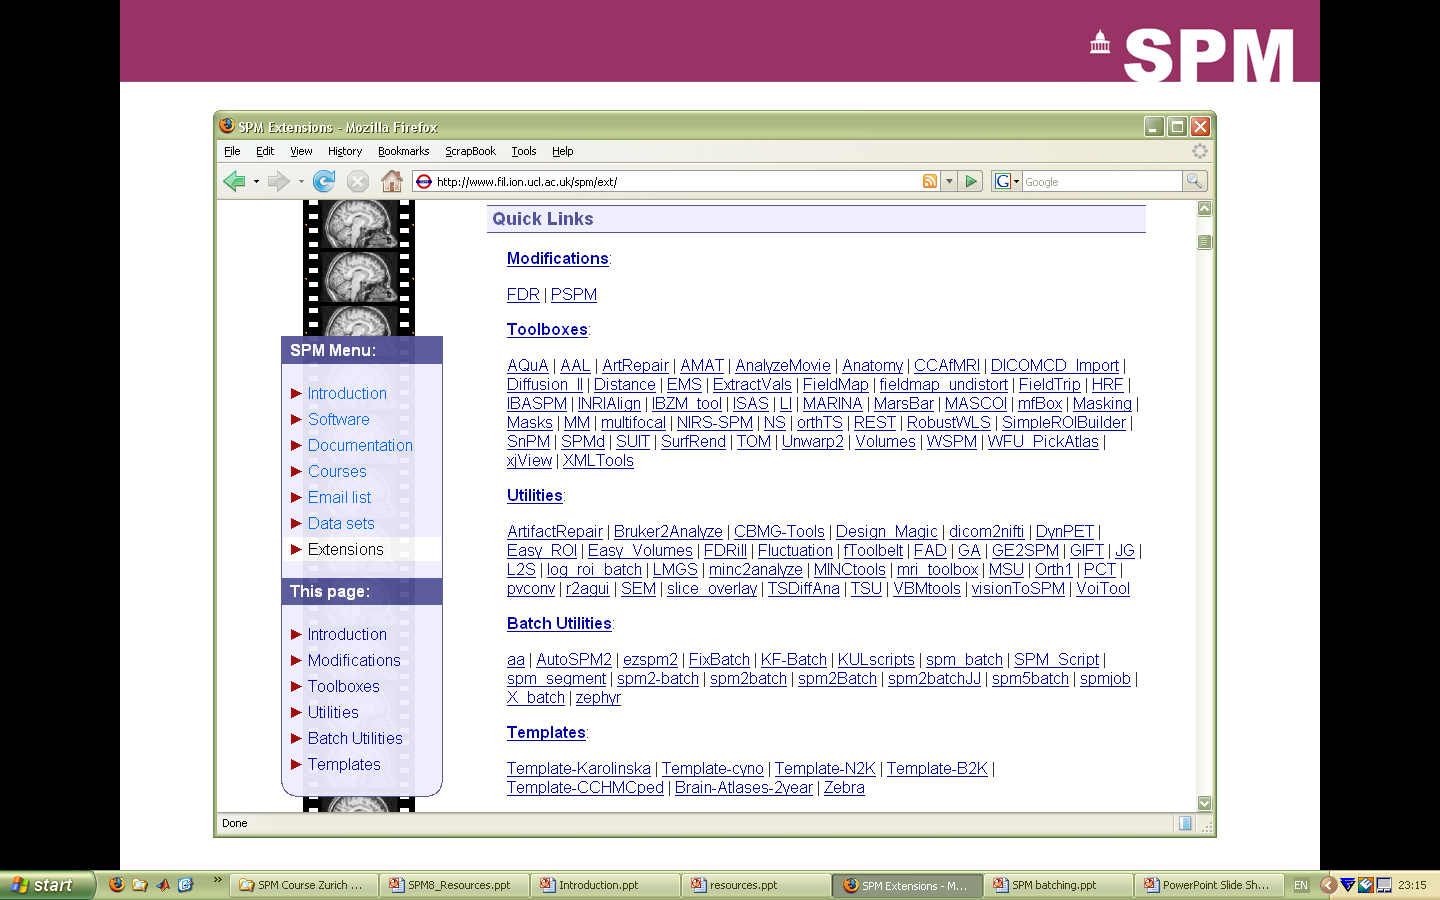 SPM
SPM Extensions - Mozilla Firefox
File Edit View History Bookmarks ScrapBook Tools Help
http://www.fil.ion.ucl.ac.uk/spm/ext/
G Google
SPM Menu:
Introduction
Software
Documentation
Courses
Email list
Data sets
Extensions
This page:
Introduction
Modifications
Toolboxes
Utilities
Batch Utilities
Templates
Quick Links
Modifications:
FDR | PSPM
Toolboxes:
AQuA | AAL | ArtRepair | AMAT | AnalyzeMovie | Anatomy | CCAfMRI | DICOMCD_Import |
Diffusion_II | Distance | EMS | ExtractVals | FieldMap | fieldmap_undistort | FieldTrip | HRF |
IBASPM | INRIAlign | IBZM_tool | ISAS | LI | MARINA | MarsBar | MASCOI | mfBox | Masking |
Masks | MM | multifocal | NIRS-SPM | NS | orthTS | REST | RobustWLS | SimpleROIBuilder |
SnPM | SPMd | SUIT | SurfRend | TOM | Unwarp2 | Volumes | WSPM | WFU_PickAtlas |
xjView | XMLTools
Utilities:
ArtifactRepair | Bruker2Analyze | CBMG-Tools | Design_Magic | dicom2nifti | DynPET |
Easy_ROI | Easy_Volumes | FDRill | Fluctuation | fToolbelt | FAD | GA | GE2SPM | GIFT | JG |
L2S | log_roi_batch | LMGS | minc2analyze | MINCtools | mri_toolbox | MSU | Orth1 | PCT |
pvconv | r2agui | SEM | slice_overlay | TSDiffAna | TSU | VBMtools | visionToSPM | VoiTool
Batch Utilities:
aa | AutoSPM2 | ezspm2 | FixBatch | KF-Batch | KULscripts | spm_batch | SPM_Script |
spm_segment | spm2-batch | spm2batch | spm2Batch | spm2batchJJ | spm5batch | spmjob |
X_batch | zephyr
Templates:
Template-Karolinska | Template-cyno | Template-N2K | Template-B2K |
Template-CCHMCped | Brain-Atlases-2year | Zebra
Done
start » SPM Course Zurich ... SPM8_Resources.ppt Introduction.ppt resources.ppt SPM Extensions - M... SPM batching.ppt PowerPoint Slide Sh... EN 23:15